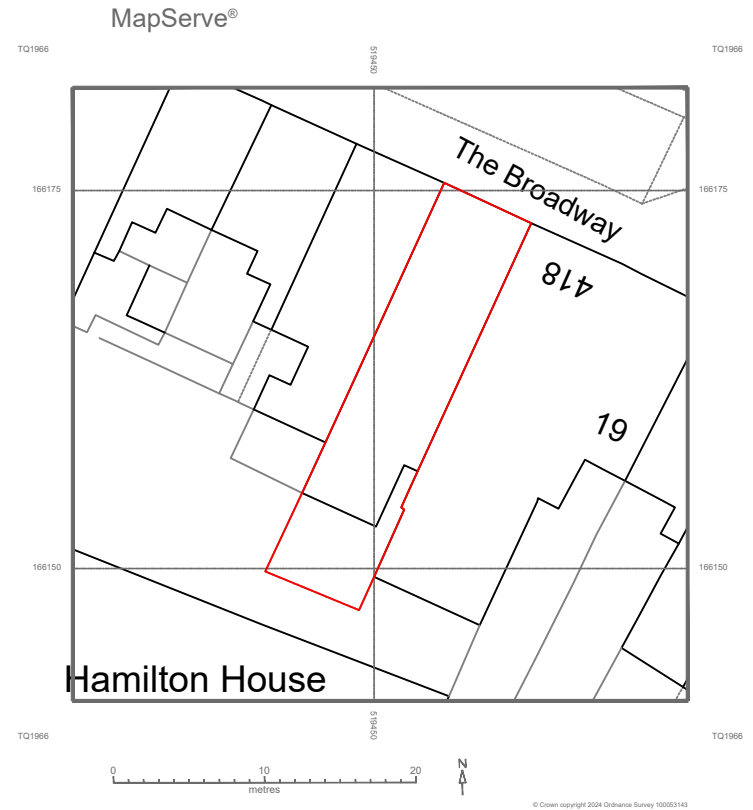 MapServe®
TQ1966
519450
TQ1966
The Broadway
166175
166175
418
19
166150
166150
Hamilton House
TQ1966
519450
TQ1966
0 10 20
metres
N
© Crown copyright 2024 Ordnance Survey 100053143